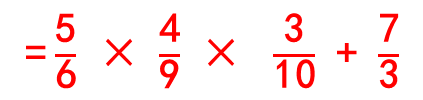 = 5/6 × 4/9 × 3/10 + 7/3